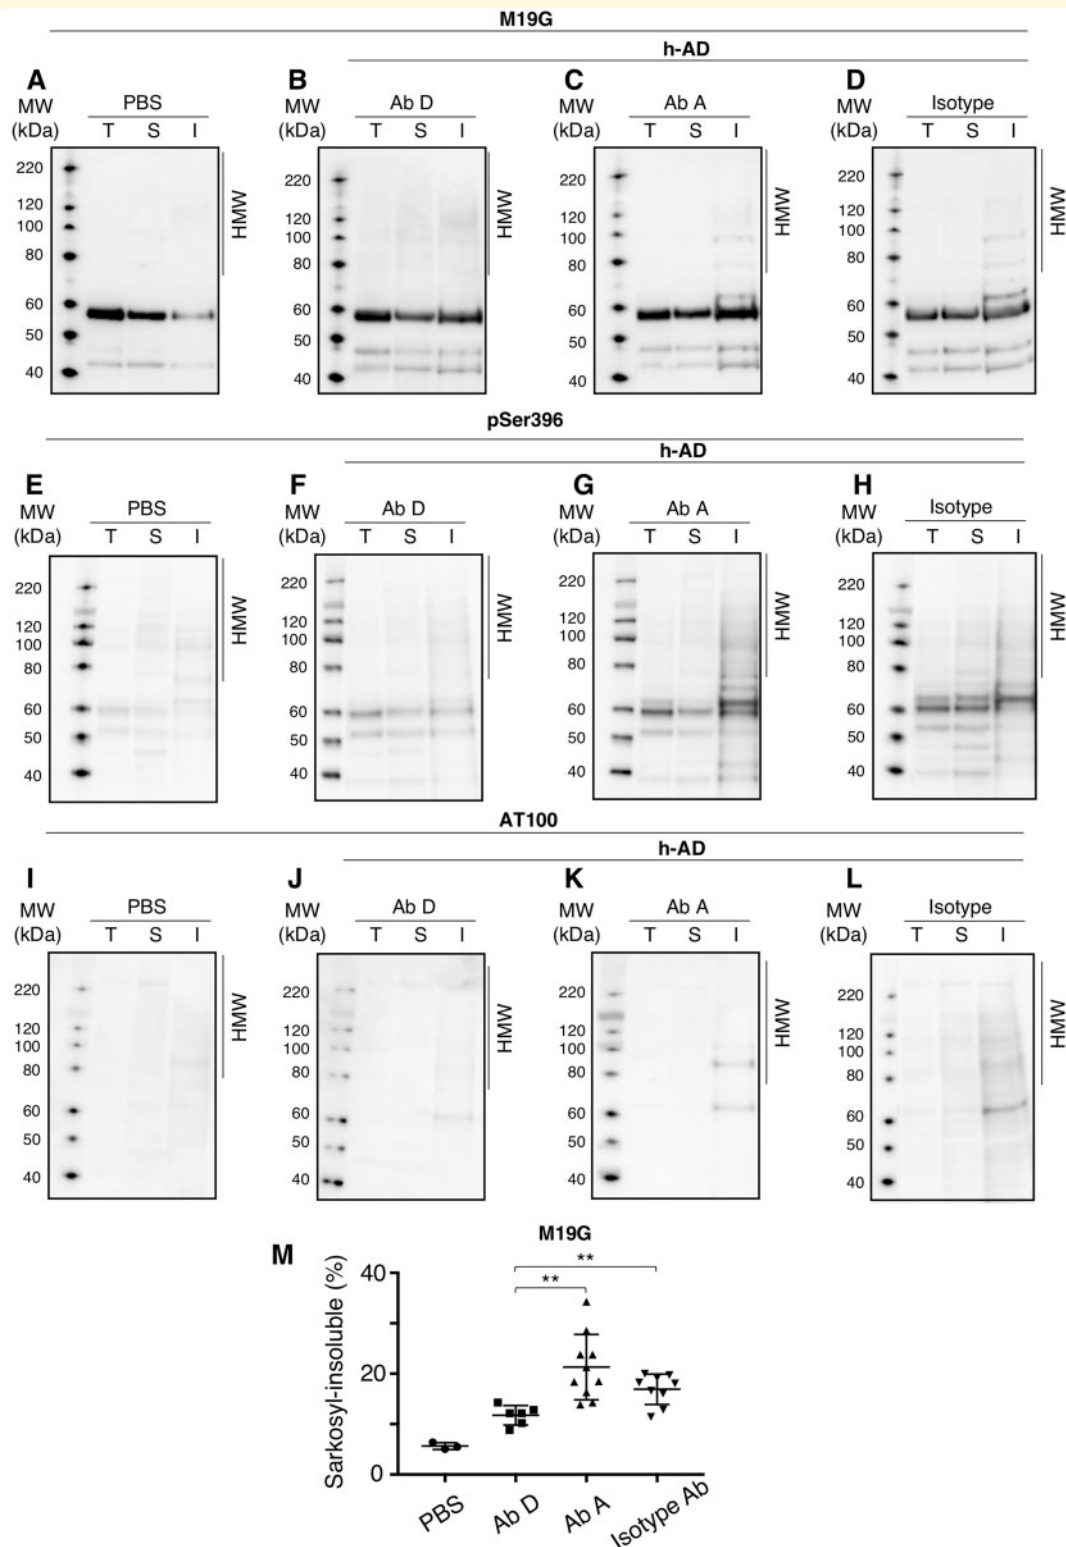 M19G
h-AD
A B C D
MW (kDa) PBS MW (kDa) Ab D MW (kDa) Ab A MW (kDa) Isotype
T S I T S I T S I T S I
220 220 220 220
120 120 120 120
100 100 100 100
80 80 80 80
60 60 60 60
50 50 50 50
40 40 40 40
HMW HMW HMW HMW
pSer396
h-AD
E F G H
MW (kDa) PBS MW (kDa) Ab D MW (kDa) Ab A MW (kDa) Isotype
T S I T S I T S I T S I
220 220 220 220
120 120 120 120
100 100 100 100
80 80 80 80
60 60 60 60
50 50 50 50
40 40 40 40
HMW HMW HMW HMW
AT100
h-AD
I J K L
MW (kDa) PBS MW (kDa) Ab D MW (kDa) Ab A MW (kDa) Isotype
T S I T S I T S I T S I
220 220 220 220
120 120 120 120
100 100 100 100
80 80 80 80
60 60 60 60
50 50 50 50
40 40 40 40
HMW HMW HMW HMW
M
M19G
Sarkosyl-insoluble (%)
**
**
40
20
0
PBS Ab D Ab A Isotype Ab